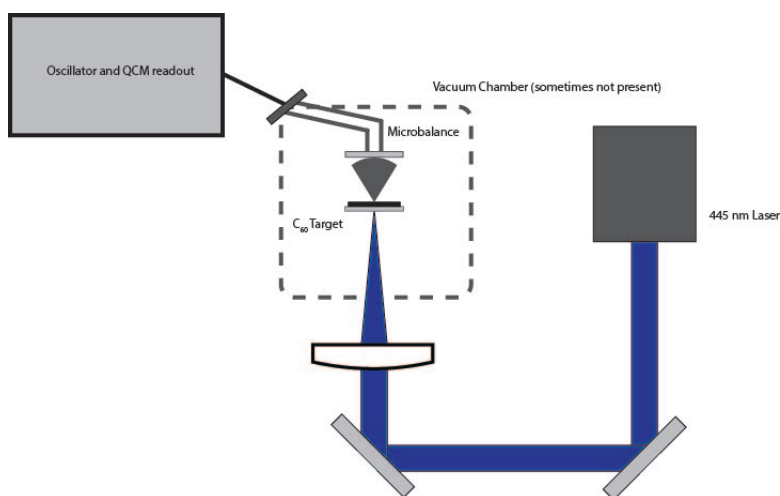 Oscillator and QCM readout
Vacuum Chamber (sometimes not present)
Microbalance
C60 Target
445 nm Laser